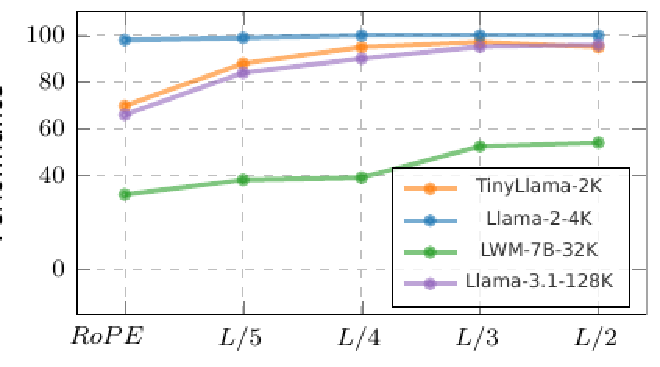 100
80
60
40
0
TinyLlama-2K
Llama-2-4K
LWM-7B-32K
Llama-3.1-128K
RoPE L/5 L/4 L/3 L/2